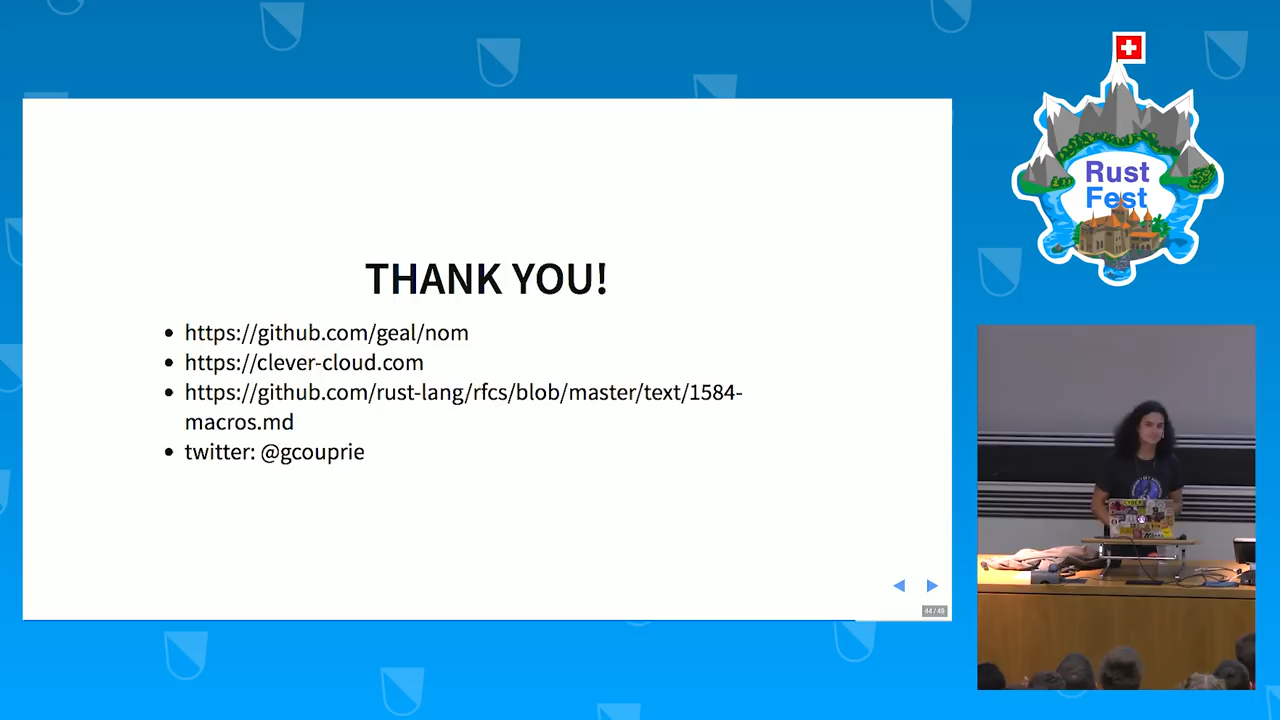 THANK YOU!
https://github.com/geal/nom
https://clever-cloud.com
https://github.com/rust-lang/rfcs/blob/master/text/1584-
macros.md
twitter: @gcouprie
44 / 49
Rust
Fest